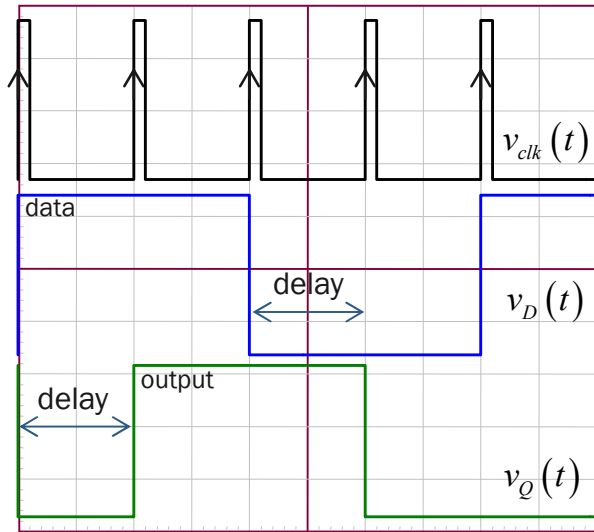 v_clk(t)
data
delay
v_D(t)
output
delay
v_Q(t)